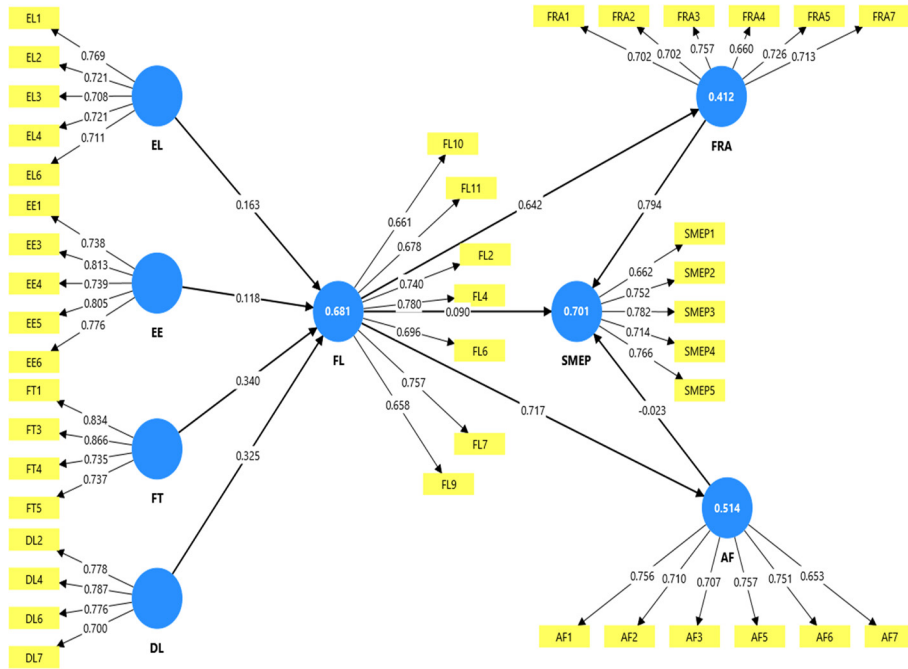 EL1
EL2
EL3
EL4
EL6
0.769
0.721
0.708
0.721
0.711
EL
EE1
EE3
EE4
EE5
EE6
0.738
0.813
0.739
0.805
0.776
EE
FT1
FT3
FT4
FT5
0.834
0.866
0.735
0.737
FT
DL2
DL4
DL6
DL7
0.778
0.787
0.776
0.700
DL
0.163
0.118
0.340
0.325
0.681
FL
FL10
FL11
FL2
FL4
FL6
FL7
FL9
0.661
0.678
0.740
0.780
0.696
0.757
0.658
0.642
0.090
0.717
FRA1
FRA2
FRA3
FRA4
FRA5
FRA7
0.702
0.702
0.757
0.660
0.726
0.713
0.412
FRA
0.794
0.701
SMEP
SMEP1
SMEP2
SMEP3
SMEP4
SMEP5
0.662
0.752
0.782
0.714
0.766
-0.023
0.514
AF
0.756
0.710
0.707
0.757
0.751
0.653
AF1
AF2
AF3
AF5
AF6
AF7